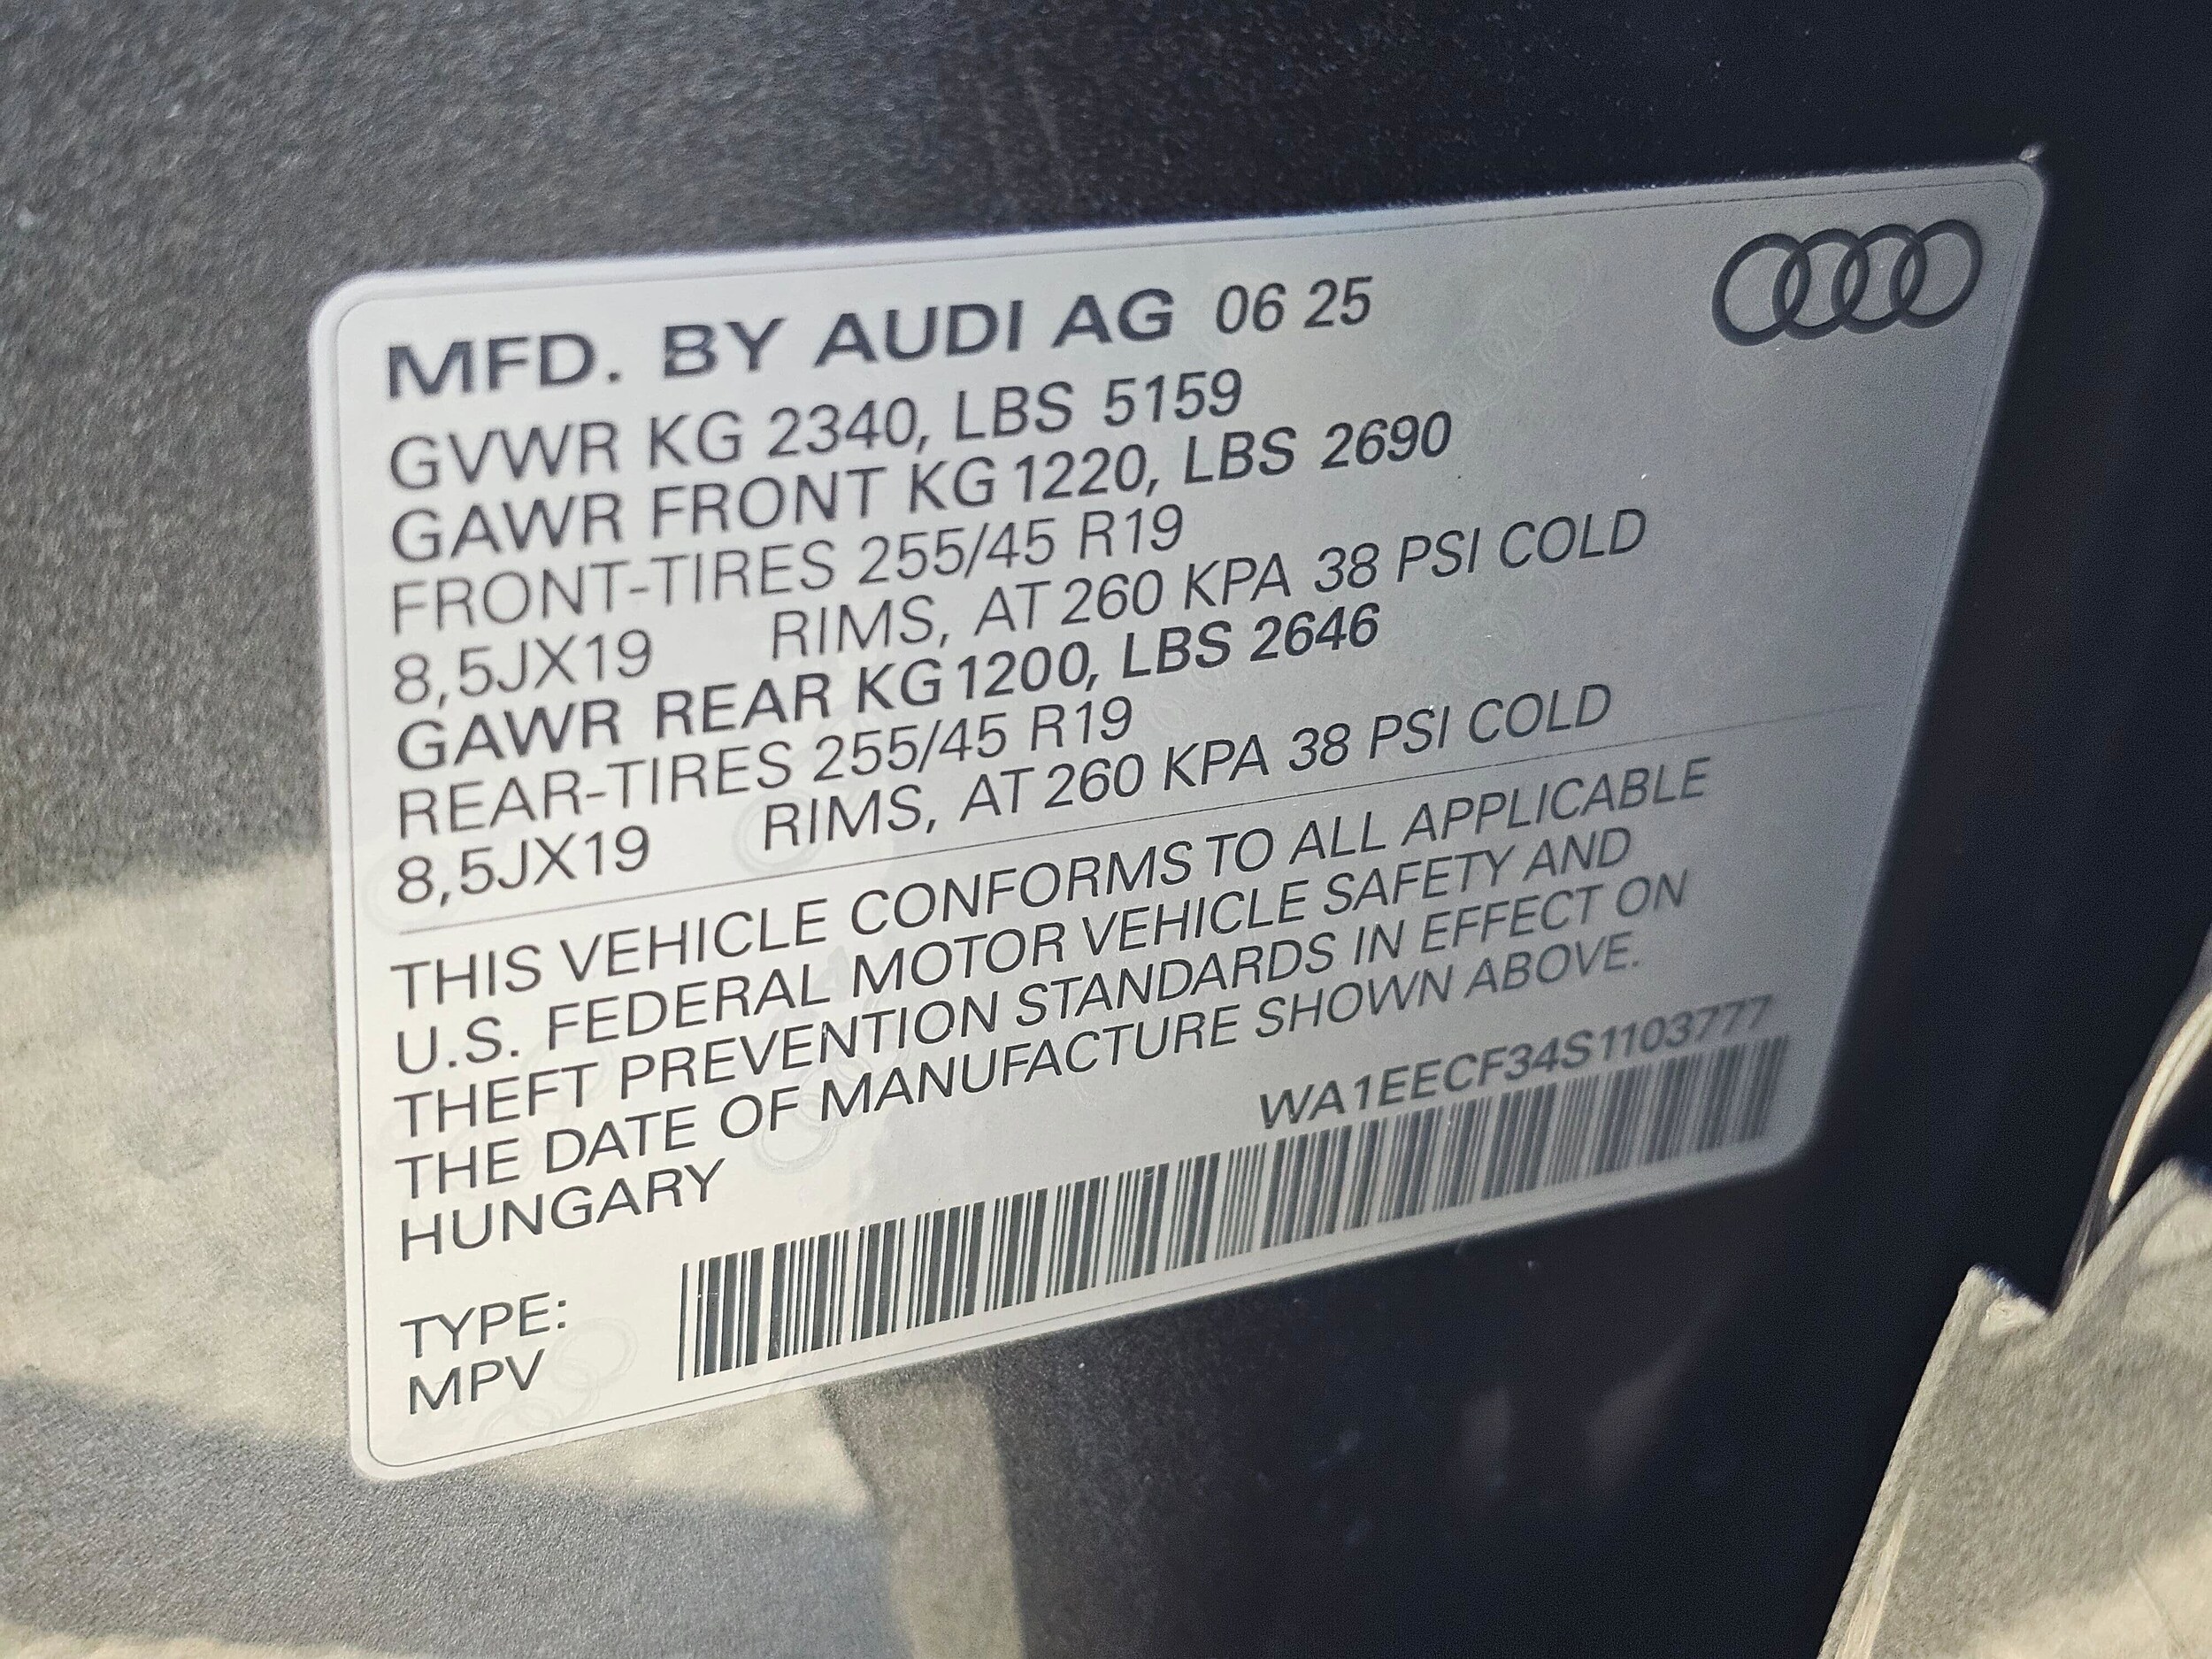 MFD. BY AUDI AG 06 25
GVWR KG 2340, LBS 5159
GAWR FRONT KG 1220, LBS 2690
FRONT-TIRES 255/45 R19
8,5JX19 RIMS, AT 260 KPA 38 PSI COLD
GAWR REAR KG 1200, LBS 2646
REAR-TIRES 255/45 R19
8,5JX19 RIMS, AT 260 KPA 38 PSI COLD
THIS VEHICLE CONFORMS TO ALL APPLICABLE
U.S. FEDERAL MOTOR VEHICLE SAFETY AND
THEFT PREVENTION STANDARDS IN EFFECT ON
THE DATE OF MANUFACTURE SHOWN ABOVE.
HUNGARY
WA1EECF34S1103777
TYPE:
MPV